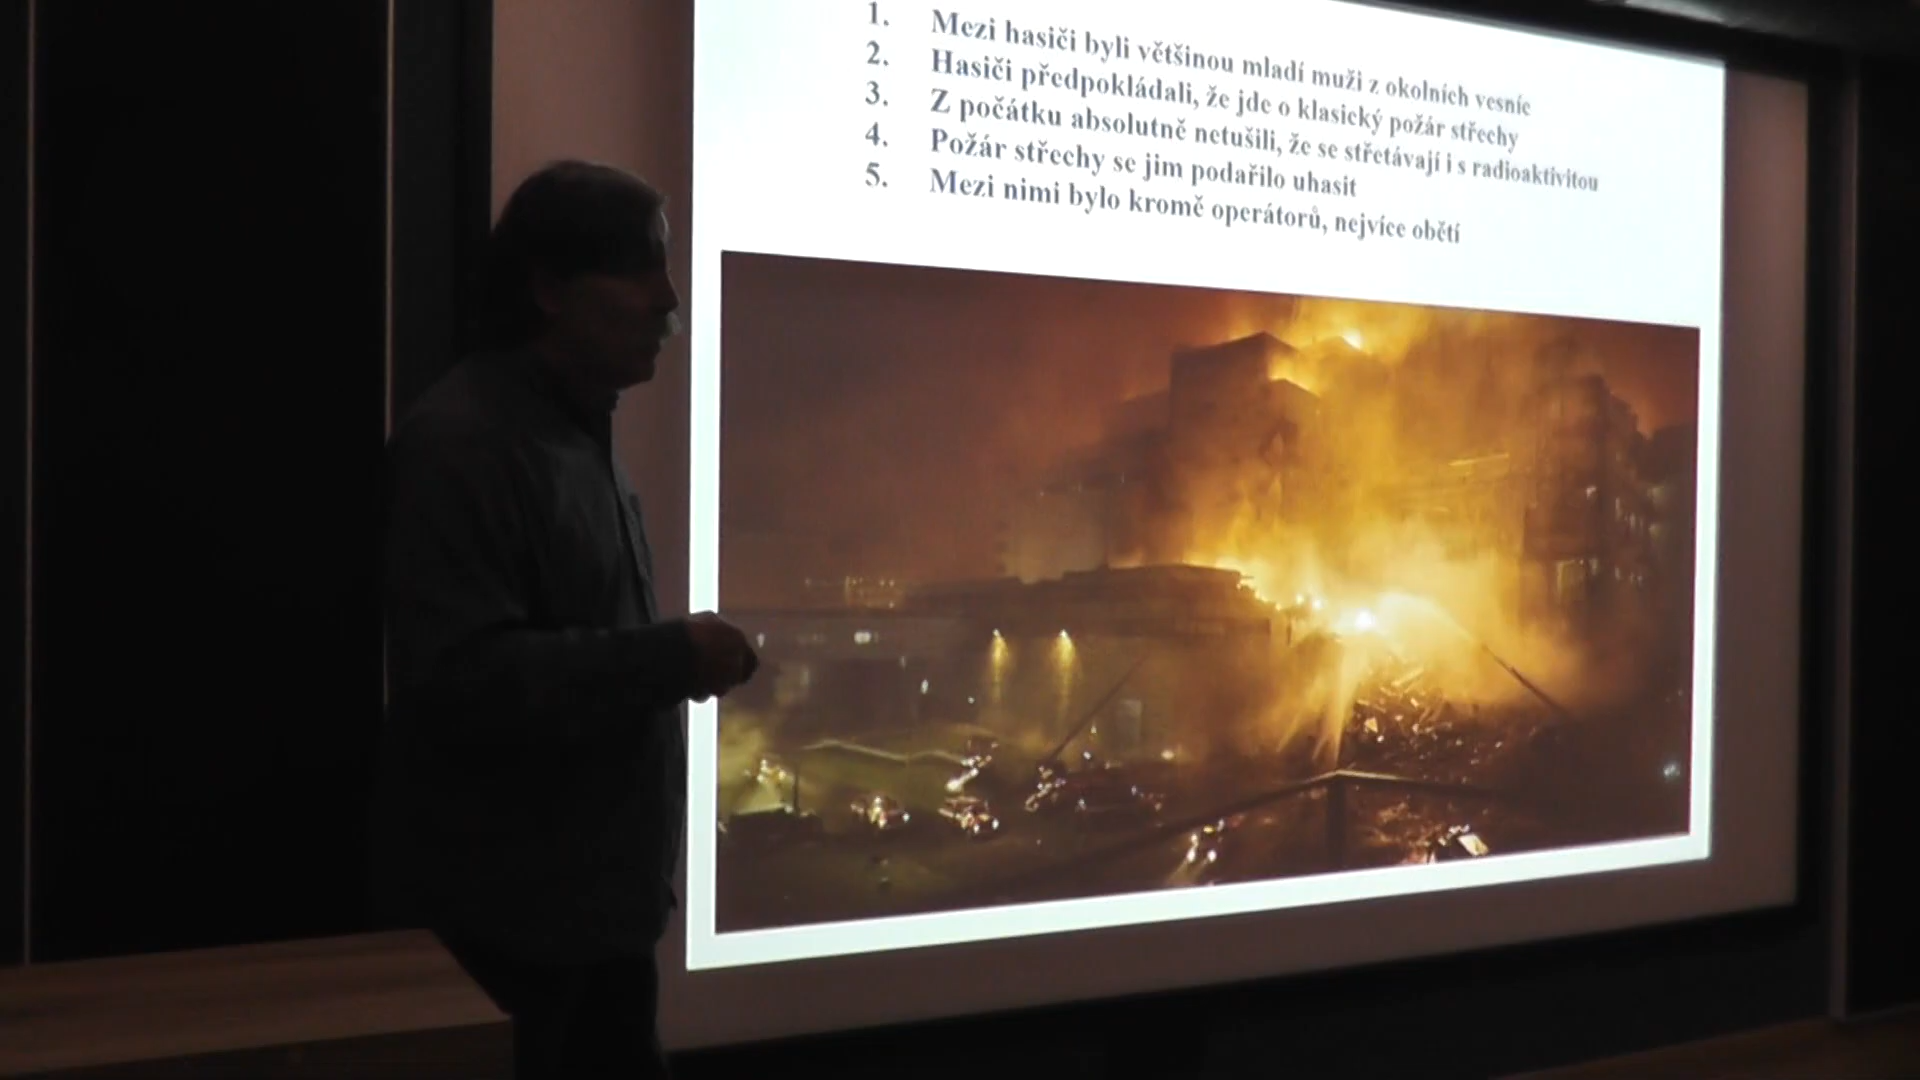 1. Mezi hasiči byli většinou mladí muži z okolních vesnic
2. Hasiči předpokládali, že jde o klasický požár střechy
3. Z počátku absolutně netušili, že se střetávají i s radioaktivitou
4. Požár střechy se jim podařilo uhasit
5. Mezi nimi bylo kromě operátorů, nejvíce obětí